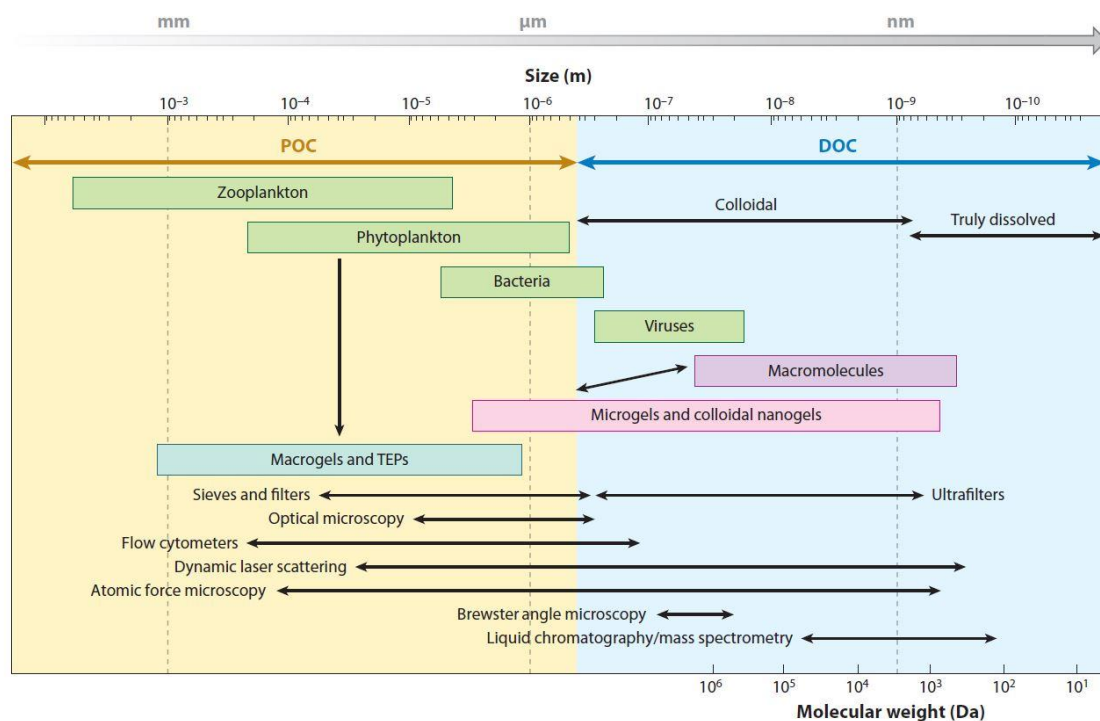 mm μm nm
Size (m)
10⁻³ 10⁻⁴ 10⁻⁵ 10⁻⁶ 10⁻⁷ 10⁻⁸ 10⁻⁹ 10⁻¹⁰
POC DOC
Zooplankton
Colloidal
Truly dissolved
Phytoplankton
Bacteria
Viruses
Macromolecules
Microgels and colloidal nanogels
Macrogels and TEPs
Sieves and filters Ultrafilters
Optical microscopy
Flow cytometers
Dynamic laser scattering
Atomic force microscopy
Brewster angle microscopy
Liquid chromatography/mass spectrometry
10⁶ 10⁵ 10⁴ 10³ 10² 10¹
Molecular weight (Da)